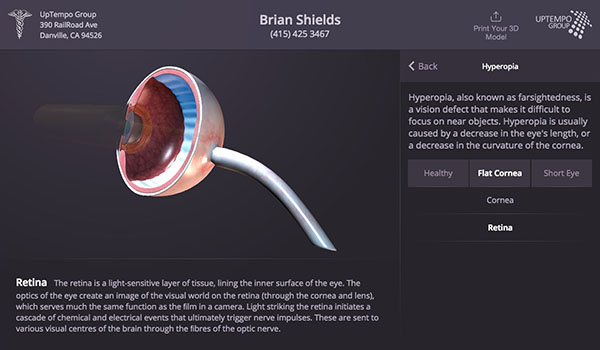 UpTempo Group
390 RailRoad Ave
Danville, CA 94526
Brian Shields
(415) 425 3467
Print Your 3D
Model
UPTEMPO
GROUP
Back
Hyperopia
Hyperopia, also known as farsightedness, is
a vision defect that makes it difficult to
focus on near objects. Hyperopia is usually
caused by a decrease in the eye's length, or
a decrease in the curvature of the cornea.
Healthy
Flat Cornea
Short Eye
Cornea
Retina
Retina The retina is a light-sensitive layer of tissue, lining the inner surface of the eye. The
optics of the eye create an image of the visual world on the retina (through the cornea and lens),
which serves much the same function as the film in a camera. Light striking the retina initiates a
cascade of chemical and electrical events that ultimately trigger nerve impulses. These are sent to
various visual centres of the brain through the fibres of the optic nerve.